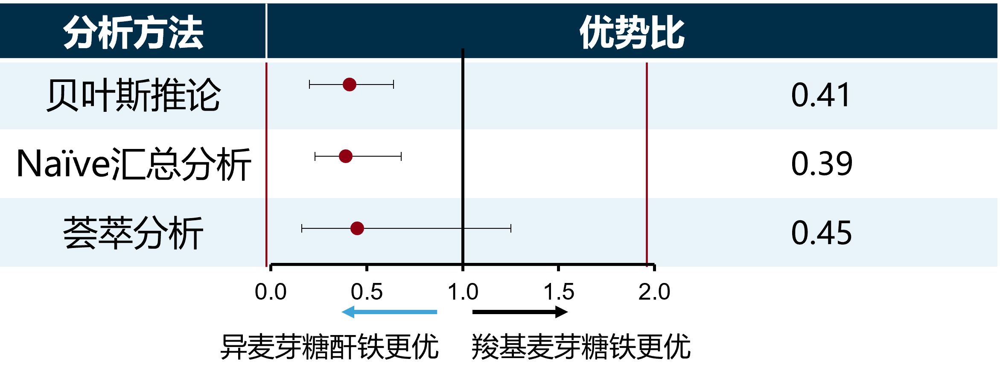 分析方法 优势比
贝叶斯推论 0.41
Naïve汇总分析 0.39
荟萃分析 0.45
0.0 0.5 1.0 1.5 2.0
异麦芽糖酐铁更优 羧基麦芽糖铁更优